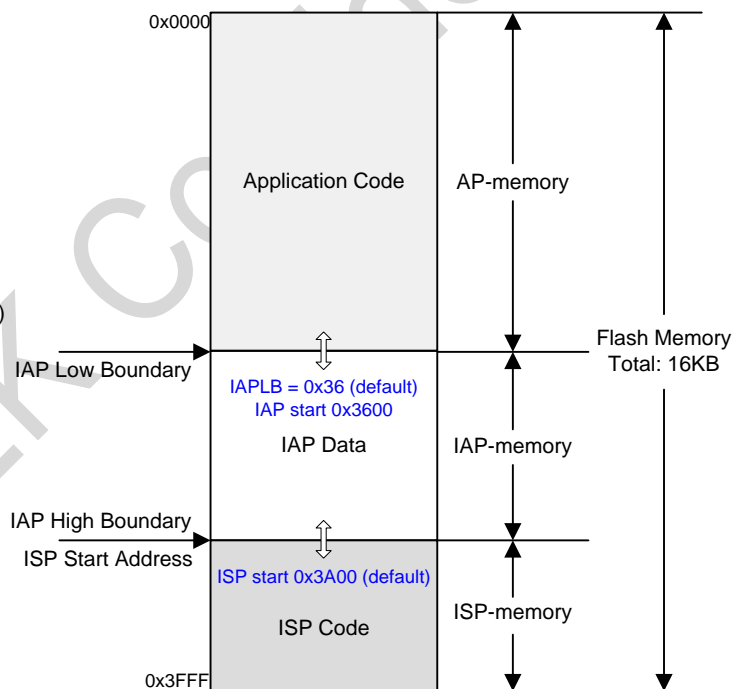 0x0000
Application Code
AP-memory
)
Flash Memory
Total: 16KB
IAP Low Boundary
IAPLB = 0x36 (default)
IAP start 0x3600
IAP Data
IAP-memory
IAP High Boundary
ISP Start Address
ISP start 0x3A00 (default)
ISP Code
ISP-memory
0x3FFF